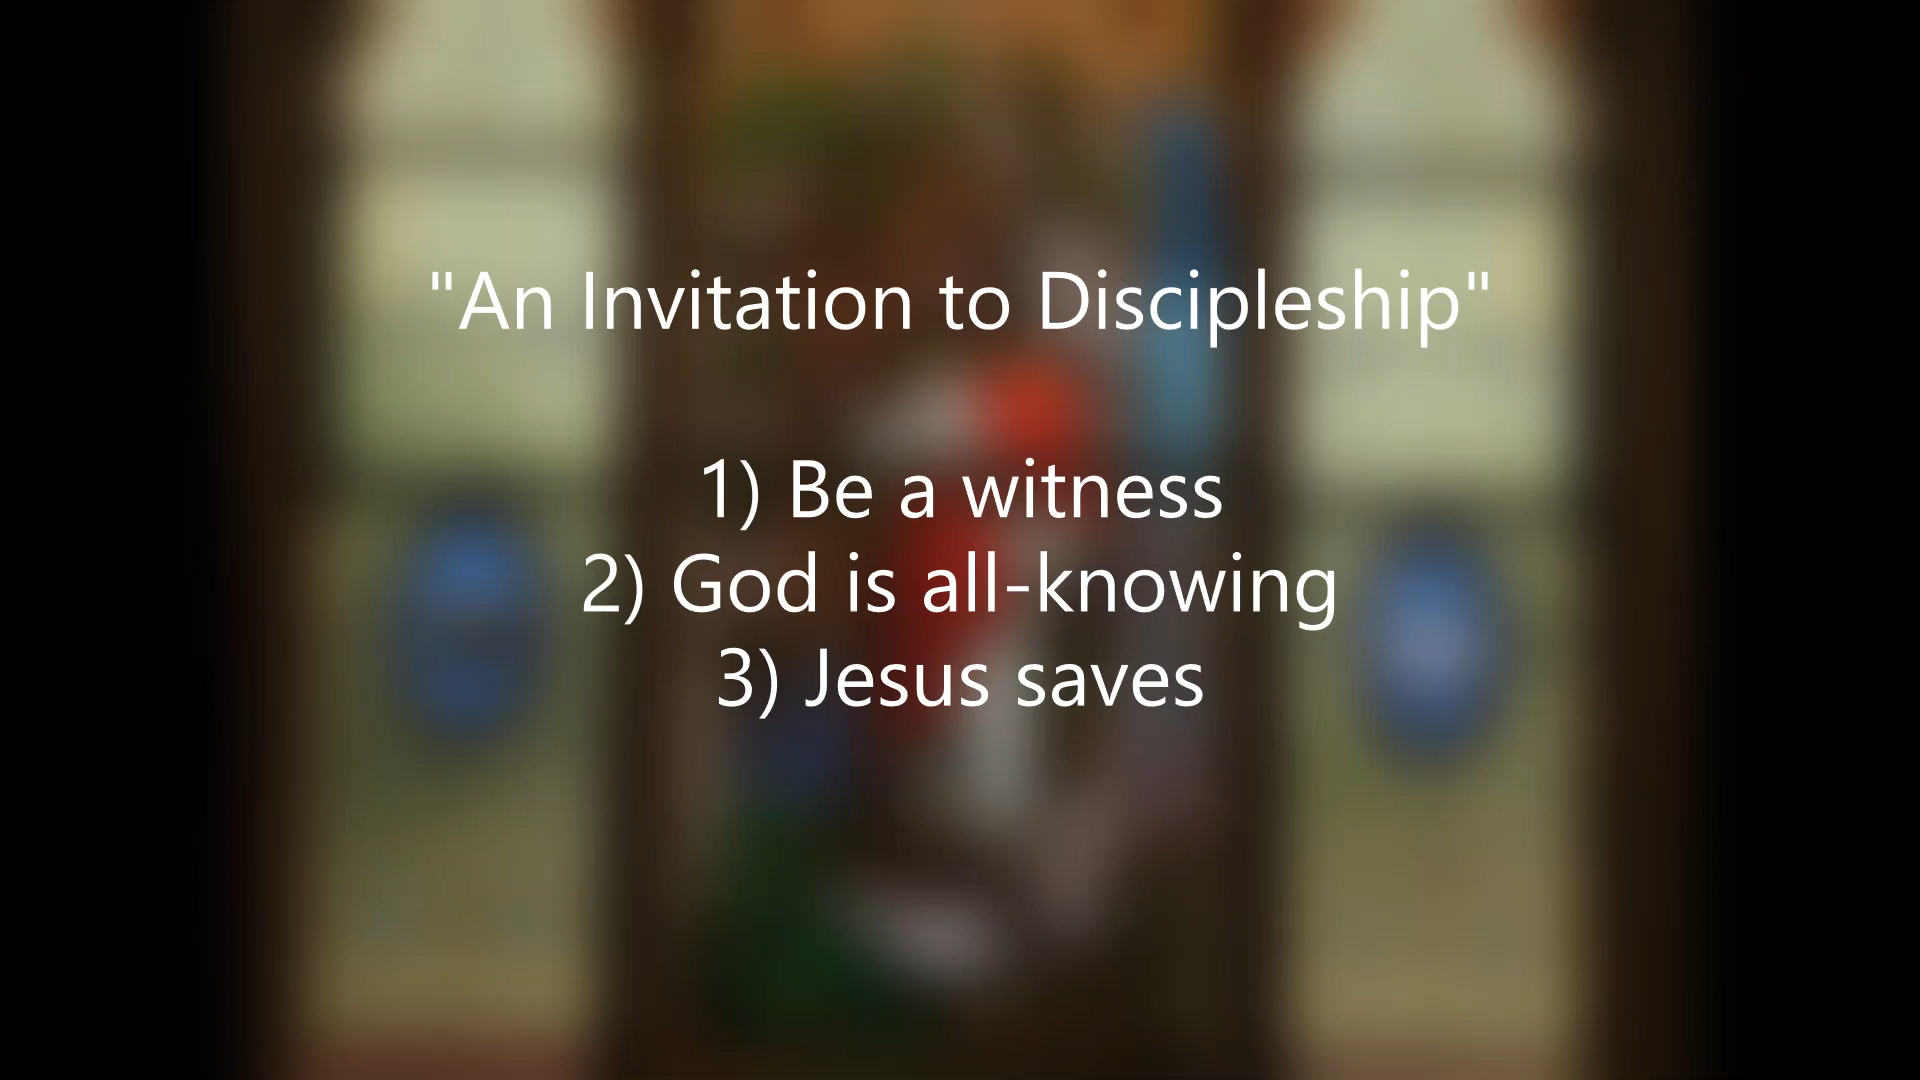 "An Invitation to Discipleship"
1) Be a witness
2) God is all-knowing
3) Jesus saves